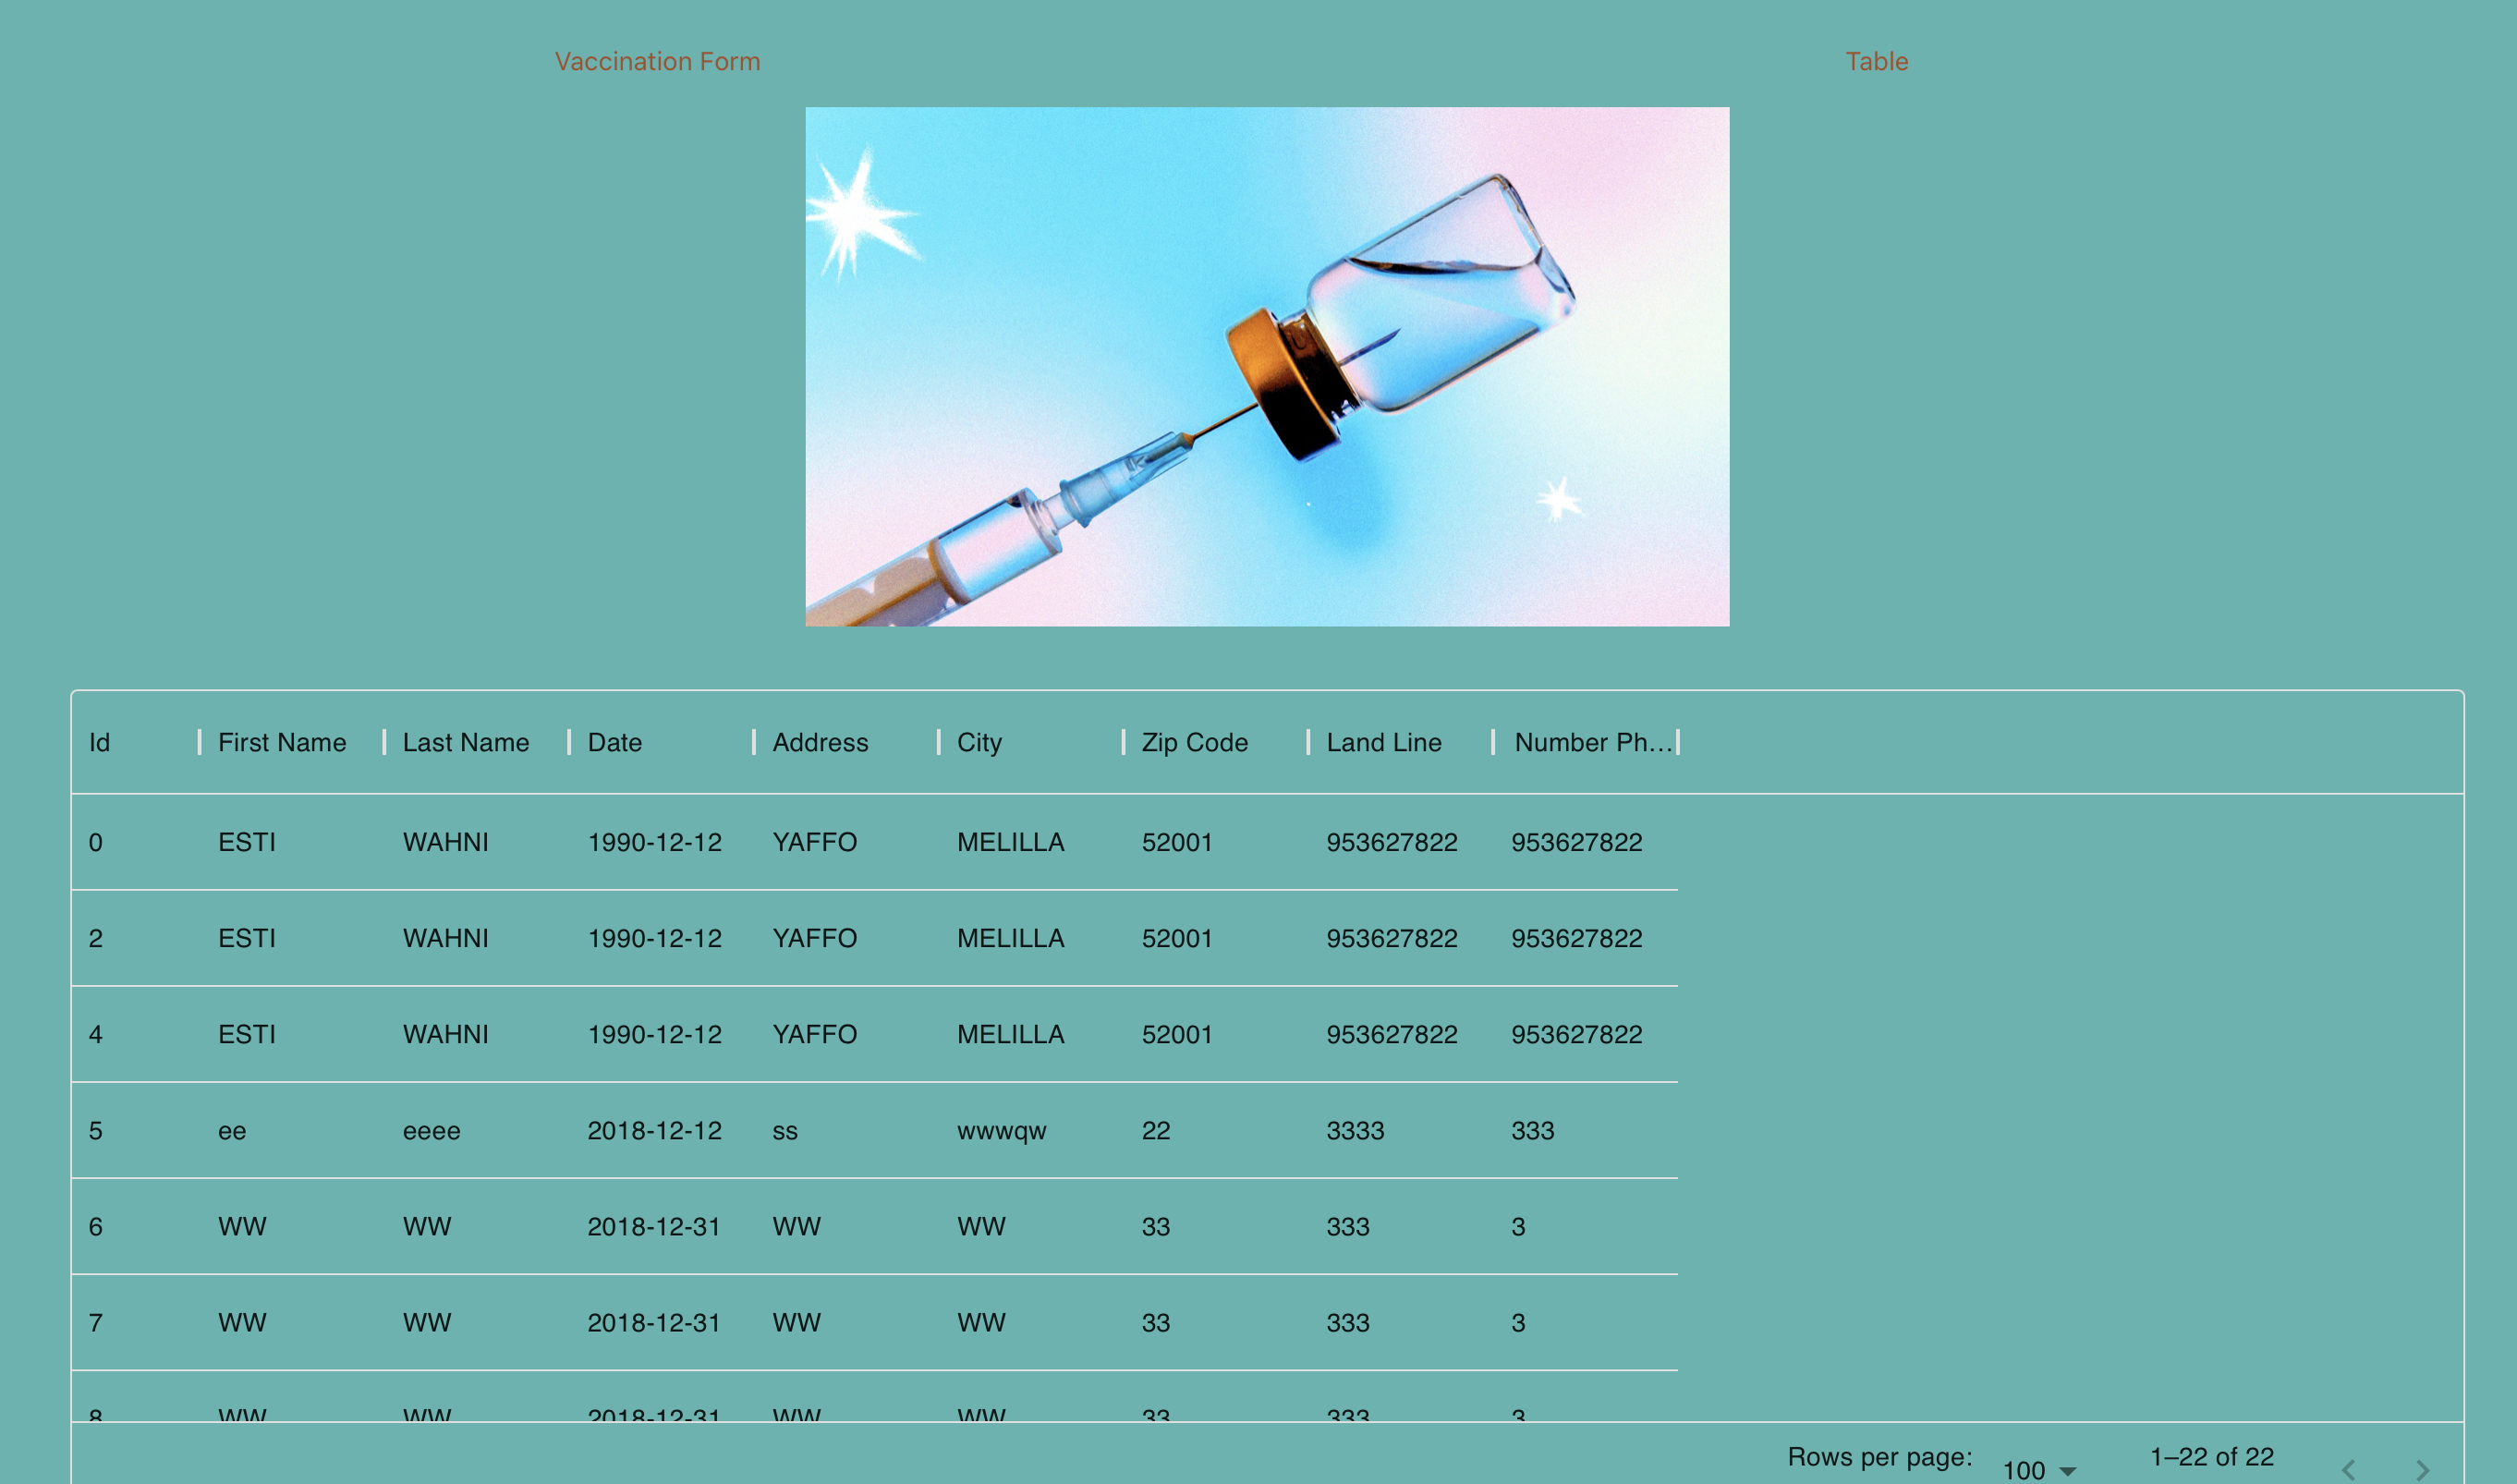 Vaccination Form Table
Id First Name Last Name Date Address City Zip Code Land Line Number Ph...
0 ESTI WAHNI 1990-12-12 YAFFO MELILLA 52001 953627822 953627822
2 ESTI WAHNI 1990-12-12 YAFFO MELILLA 52001 953627822 953627822
4 ESTI WAHNI 1990-12-12 YAFFO MELILLA 52001 953627822 953627822
5 ee eeee 2018-12-12 ss wwwqw 22 3333 333
6 WW WW 2018-12-31 WW WW 33 333 3
7 WW WW 2018-12-31 WW WW 33 333 3
8 WW WW 2018-12-31 WW WW 33 333 3
Rows per page: 100 1–22 of 22